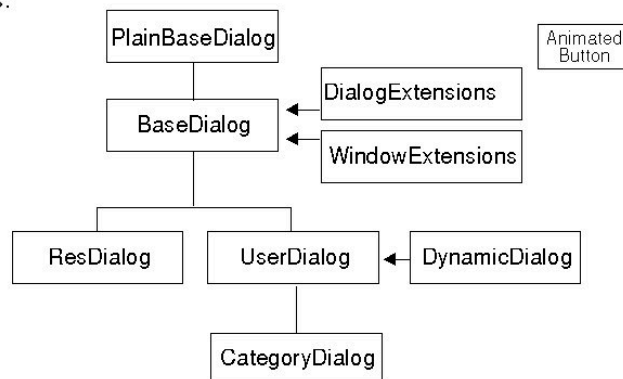 PlainBaseDialog
Animated
Button
DialogExtensions
BaseDialog
WindowExtensions
ResDialog
UserDialog
DynamicDialog
CategoryDialog